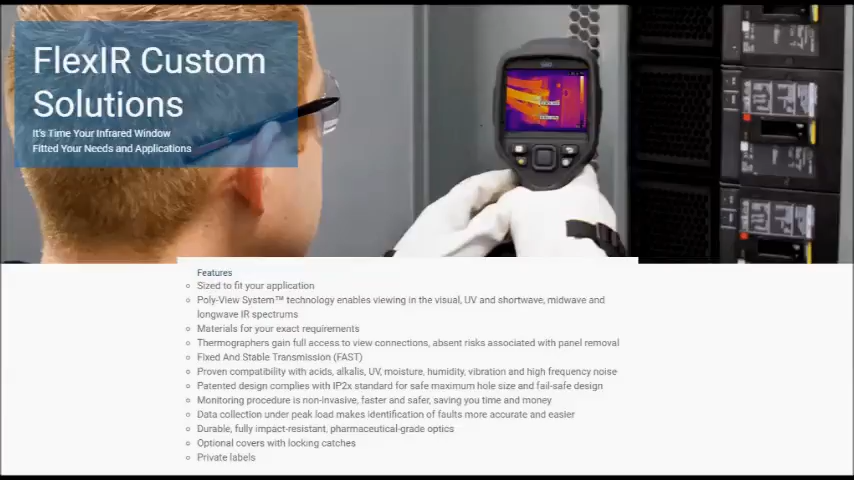 FlexIR Custom
Solutions
It's Time Your Infrared Window
Fitted Your Needs and Applications
Features
Sized to fit your application
Poly-View System™ technology enables viewing in the visual, UV and shortwave, midwave and
longwave IR spectrums
Materials for your exact requirements
Thermographers gain full access to view connections, absent risks associated with panel removal
Fixed And Stable Transmission (FAST)
Proven compatibility with acids, alkalis, UV, moisture, humidity, vibration and high frequency noise
Patented design complies with IP2x standard for safe maximum hole size and fail-safe design
Monitoring procedure is non-invasive, faster and safer, saving you time and money
Data collection under peak load makes identification of faults more accurate and easier
Durable, fully impact-resistant, pharmaceutical-grade optics
Optional covers with locking catches
Private labels